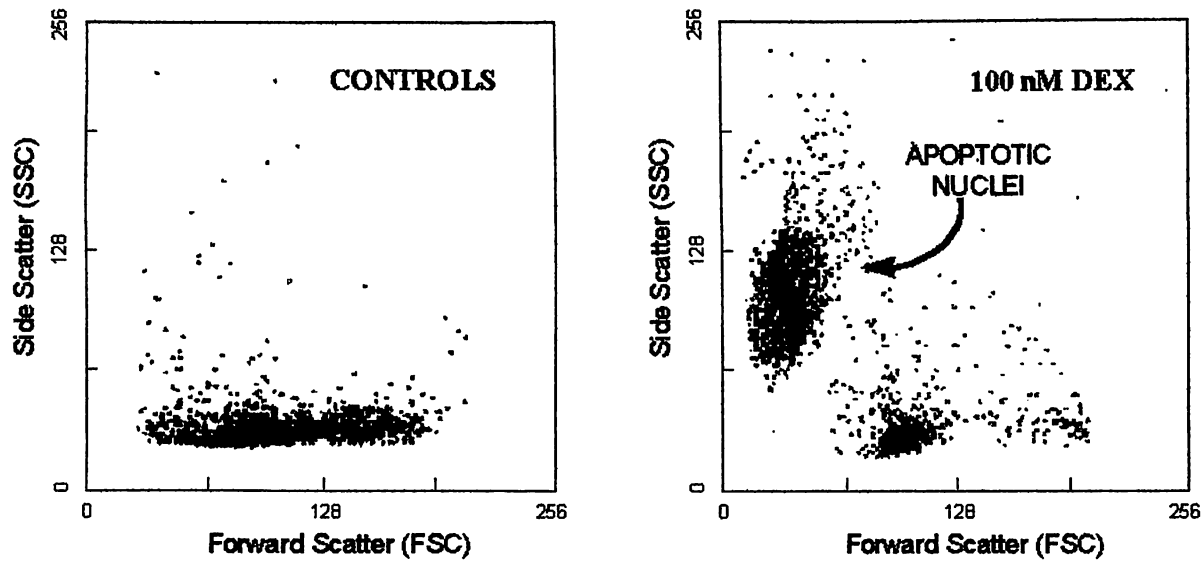 CONTROLS
256
128
0
Side Scatter (SSC)
0
128
256
Forward Scatter (FSC)
100 nM DEX
APOPTOTIC
NUCLEI
256
128
0
Side Scatter (SSC)
0
128
256
Forward Scatter (FSC)